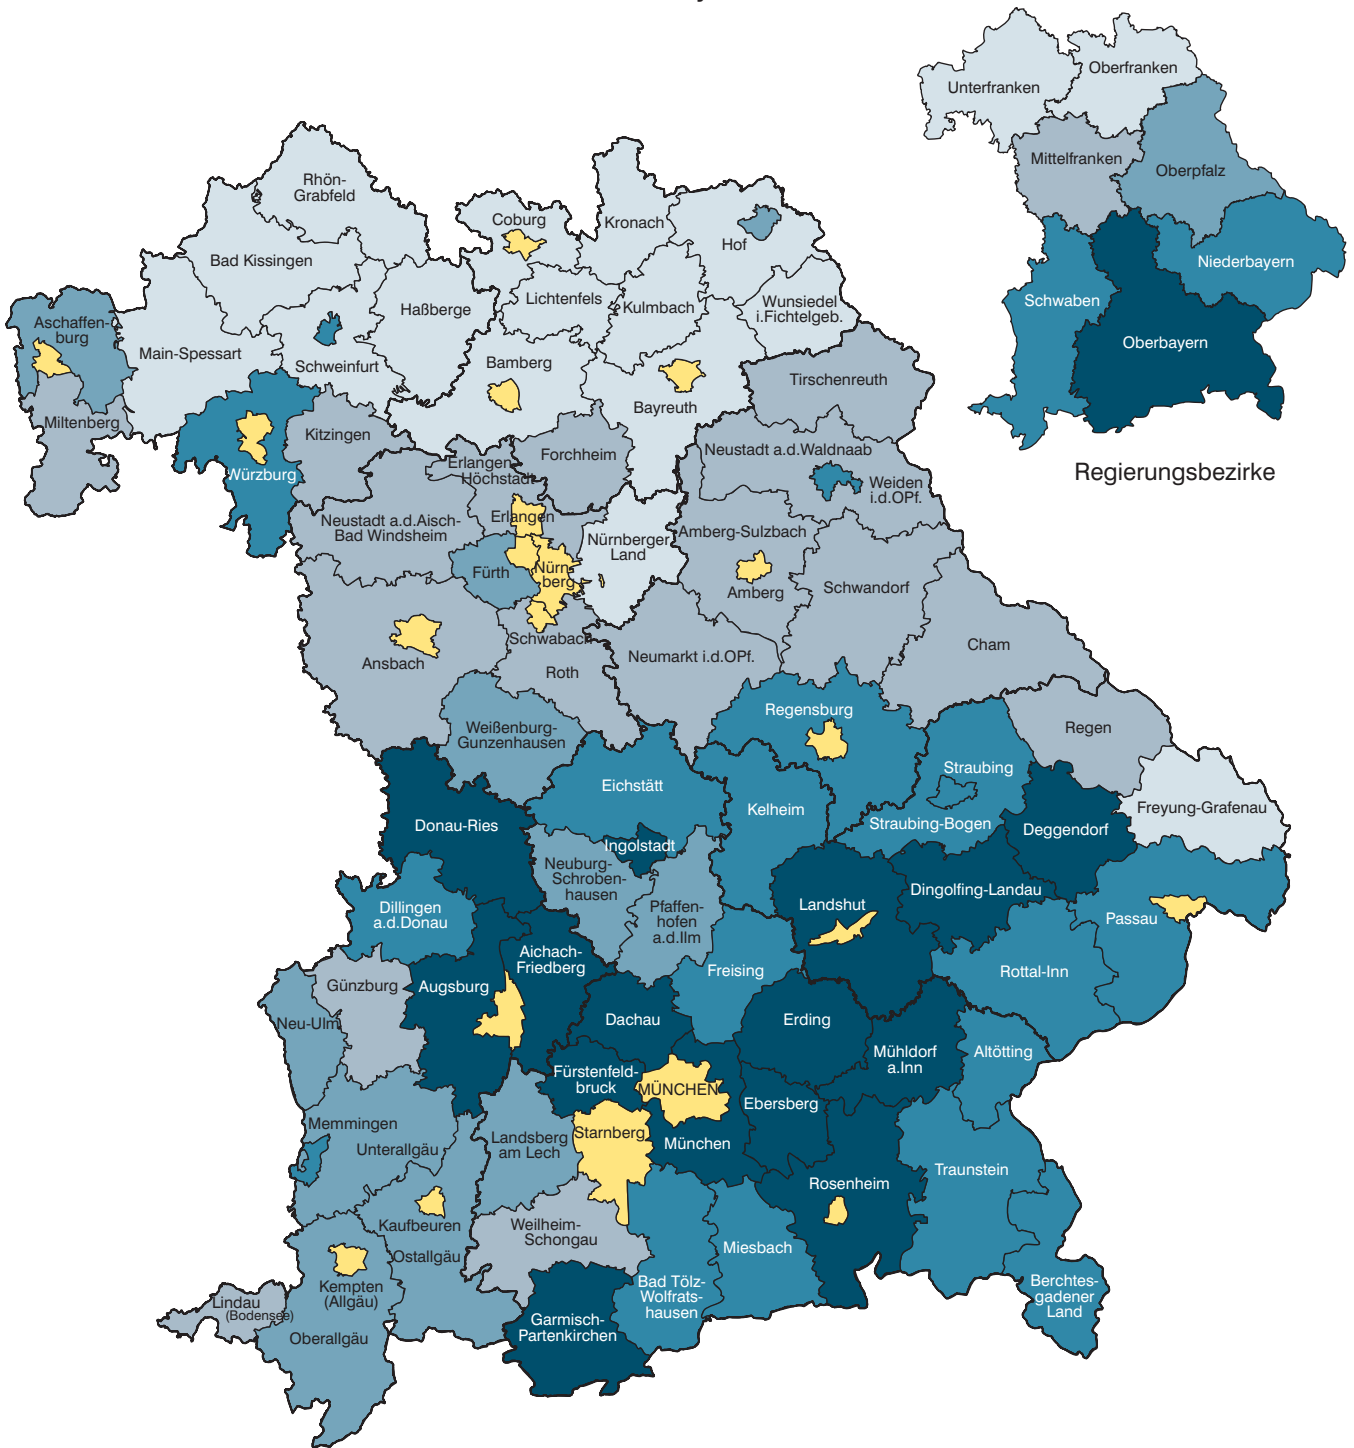 Unterfranken
Oberfranken
Mittelfranken
Oberpfalz
Niederbayern
Schwaben
Oberbayern
Regierungsbezirke
Rhön-
Grabfeld
Coburg
Kronach
Hof
Bad Kissingen
Lichtenfels
Kulmbach
Wunsiedel
i.Fichtelgeb.
Haßberge
Aschaffen-
burg
Main-Spessart
Schweinfurt
Bamberg
Bayreuth
Tirschenreuth
Miltenberg
Kitzingen
Würzburg
Erlangen-
Höchstadt
Forchheim
Neustadt a.d.Waldnaab
Weiden
i.d.OPf.
Neustadt a.d.Aisch-
Bad Windsheim
Erlangen
Nürnberger
Land
Amberg-Sulzbach
Fürth
Nürn-
berg
Amberg
Schwandorf
Ansbach
Schwabach
Roth
Neumarkt i.d.OPf.
Cham
Weißenburg-
Gunzenhausen
Regensburg
Regen
Eichstätt
Kelheim
Straubing
Straubing-Bogen
Freyung-Grafenau
Deggendorf
Donau-Ries
Ingolstadt
Neuburg-
Schroben-
hausen
Pfaffen-
hofen
a.d.Ilm
Dingolfing-Landau
Landshut
Passau
Dillingen
a.d.Donau
Aichach-
Friedberg
Freising
Rottal-Inn
Günzburg
Augsburg
Neu-Ulm
Dachau
Erding
Mühldorf
a.Inn
Altötting
Fürstenfeld-
bruck
MÜNCHEN
Ebersberg
Memmingen
Unterallgäu
Landsberg
am Lech
Starnberg
München
Traunstein
Rosenheim
Kaufbeuren
Ostallgäu
Weilheim-
Schongau
Miesbach
Kempten
(Allgäu)
Bad Tölz-
Wolfrats-
hausen
Berchtes-
gadener
Land
Lindau
(Bodensee)
Oberallgäu
Garmisch-
Partenkirchen